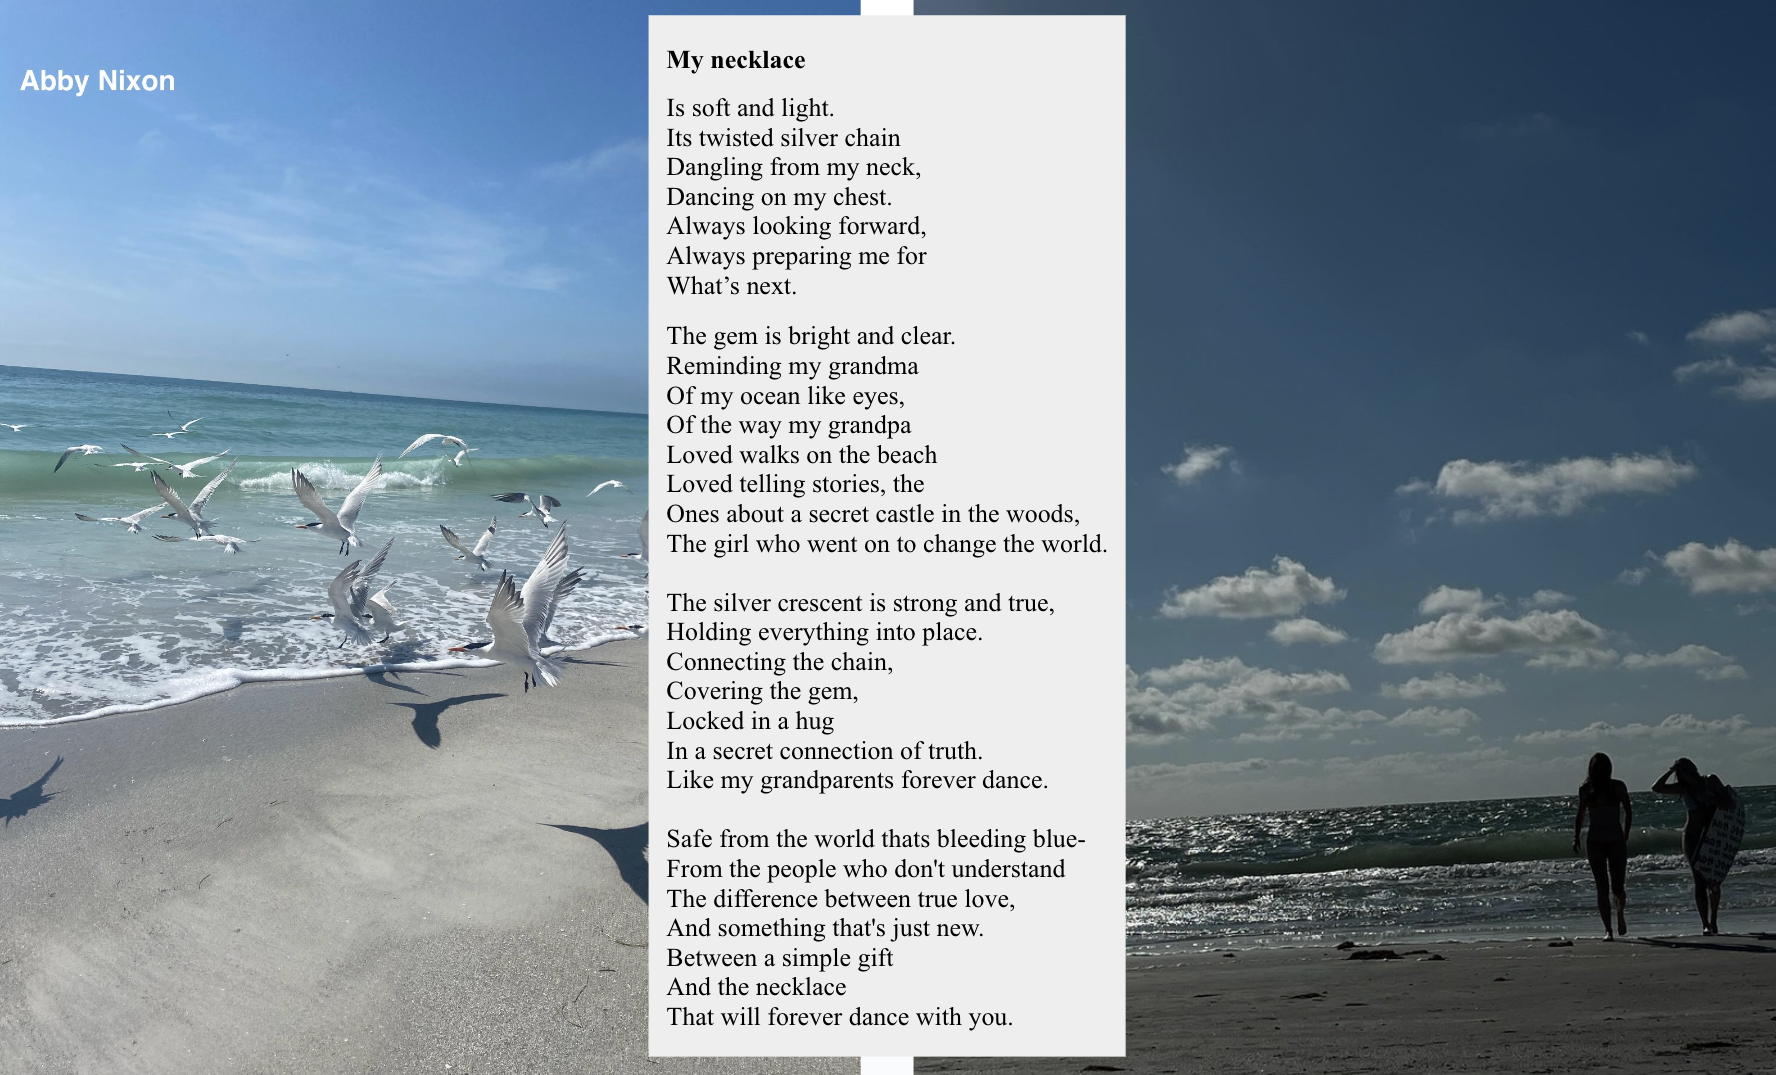 Abby Nixon
My necklace
Is soft and light.
Its twisted silver chain
Dangling from my neck,
Dancing on my chest.
Always looking forward,
Always preparing me for
What’s next.
The gem is bright and clear.
Reminding my grandma
Of my ocean like eyes,
Of the way my grandpa
Loved walks on the beach
Loved telling stories, the
Ones about a secret castle in the woods,
The girl who went on to change the world.
The silver crescent is strong and true,
Holding everything into place.
Connecting the chain,
Covering the gem,
Locked in a hug
In a secret connection of truth.
Like my grandparents forever dance.
Safe from the world thats bleeding blue-
From the people who don't understand
The difference between true love,
And something that's just new.
Between a simple gift
And the necklace
That will forever dance with you.